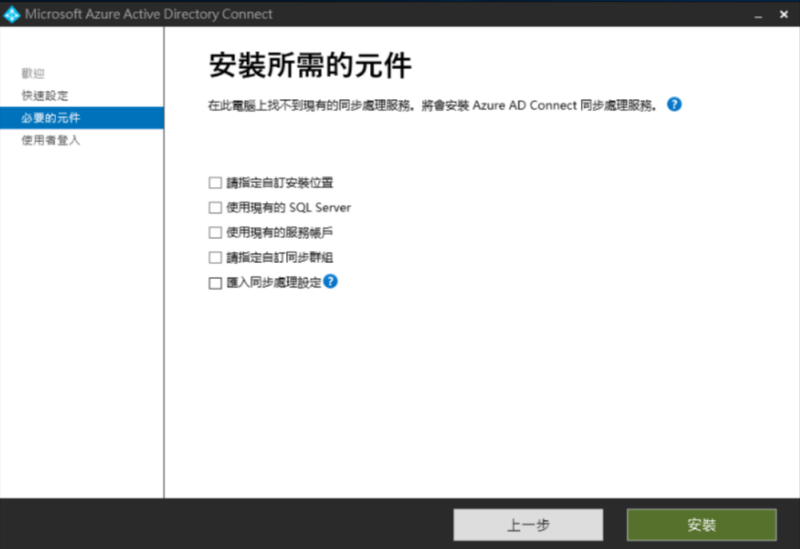 Microsoft Azure Active Directory Connect
歡迎
快速設定
必要的元件
使用者登入
安裝所需的元件
在此電腦上找不到現有的同步處理服務。將會安裝 Azure AD Connect 同步處理服務。 ?
請指定自訂安裝位置
使用現有的 SQL Server
使用現有的服務帳戶
請指定自訂同步群組
匯入同步處理設定 ?
上一步
安裝